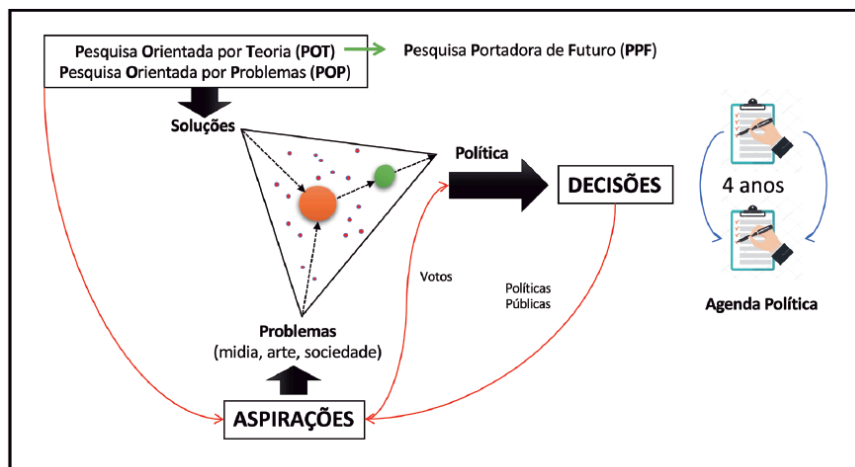 Pesquisa Orientada por Teoria (POT)
Pesquisa Portadora de Futuro (PPF)
Pesquisa Orientada por Problemas (POP)
Soluções
Política
DECISÕES
4 anos
Votos
Políticas
Públicas
Agenda Política
Problemas
(midia, arte, sociedade)
ASPIRAÇÕES